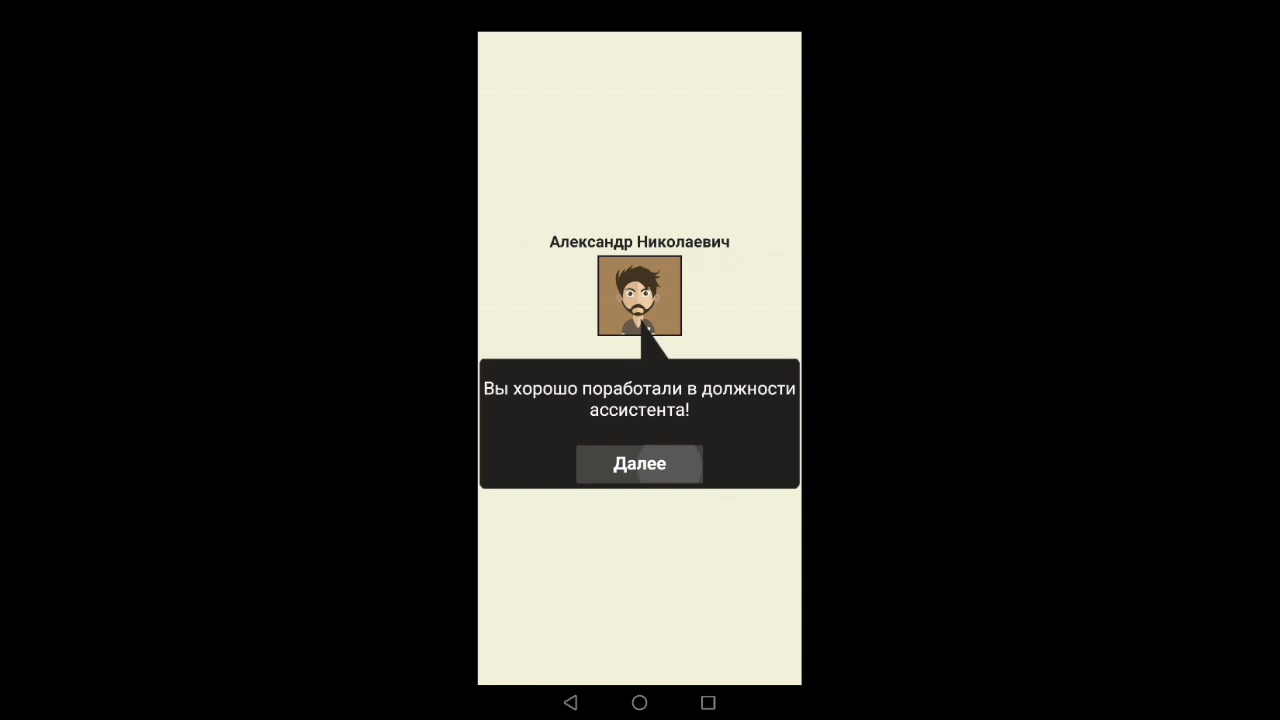 Александр Николаевич
Вы хорошо поработали в должности
ассистента!
Далее